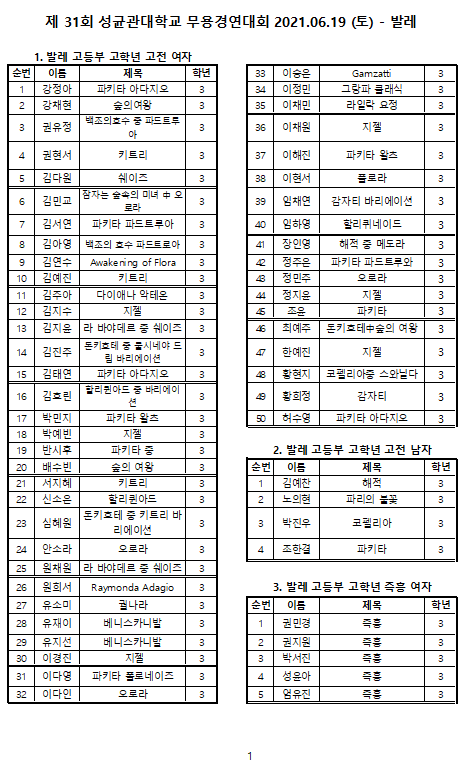 제 31회 성균관대학교 무용경연대회 2021.06.19 (토) - 발레
1. 발레 고등부 고학년 고전 여자
순번 이름 제목 학년
1 강정아 파키타 아다지오 3
2 강채현 숲의여왕 3
3 권유정 백조의호수 중 파드트루
아 3
4 권현서 키트리 3
5 김다원 쉐이즈 3
6 김민교 잠자는 숲속의 미녀 中 오
로라 3
7 김서연 파키타 파드트루아 3
8 김아영 백조의 호수 파드트로아 3
9 김연수 Awakening of Flora 3
10 김예진 키트리 3
11 김주아 다이애나 악테온 3
12 김지수 지젤 3
13 김지윤 라 바야데르 중 쉐이즈 3
14 김진주 돈키호테 중 둘시네아 드
림 바리에이션 3
15 김태연 파키타 아다지오 3
16 김효린 할리퀸아드 중 바리에이
션 3
17 박민지 파키타 왈츠 3
18 박예빈 지젤 3
19 반시후 파키타 중 3
20 배수빈 숲의 여왕 3
21 서지혜 키트리 3
22 신소은 할리퀸아드 3
23 심혜원 돈키호테 중 키트리 바
리에이션 3
24 안소라 오로라 3
25 원채원 라 바야데르 중 쉐이즈 3
26 원희서 Raymonda Adagio 3
27 유소미 궐나라 3
28 유재이 베니스카니발 3
29 유지선 베니스카니발 3
30 이경진 지젤 3
31 이다영 파키타 폴로네이즈 3
32 이다인 오로라 3
33 이승은 Gamzatti 3
34 이정민 그랑파 클래식 3
35 이채민 라일락 요정 3
36 이채원 지젤 3
37 이해진 파키타 왈츠 3
38 이현서 플로라 3
39 임채연 감자티 바리에이션 3
40 임하영 할리퀴네이드 3
41 장인영 해적 중 메도라 3
42 정주은 파키타 파드트루와 3
43 정민주 오로라 3
44 정지윤 지젤 3
45 조윤 파키타 3
46 최예주 돈키호테中숲의 여왕 3
47 한예진 지젤 3
48 황현지 코펠리아중 스와닐다 3
49 황희정 감자티 3
50 허수영 파키타 아다지오 3
2. 발레 고등부 고학년 고전 남자
순번 이름 제목 학년
1 김예찬 해적 3
2 노의현 파리의 불꽃 3
3 박진우 코펠리아 3
4 조한결 파키타 3
3. 발레 고등부 고학년 즉흥 여자
순번 이름 제목 학년
1 권민경 즉흥 3
2 권지원 즉흥 3
3 박서진 즉흥 3
4 성윤아 즉흥 3
5 엄유진 즉흥 3
1